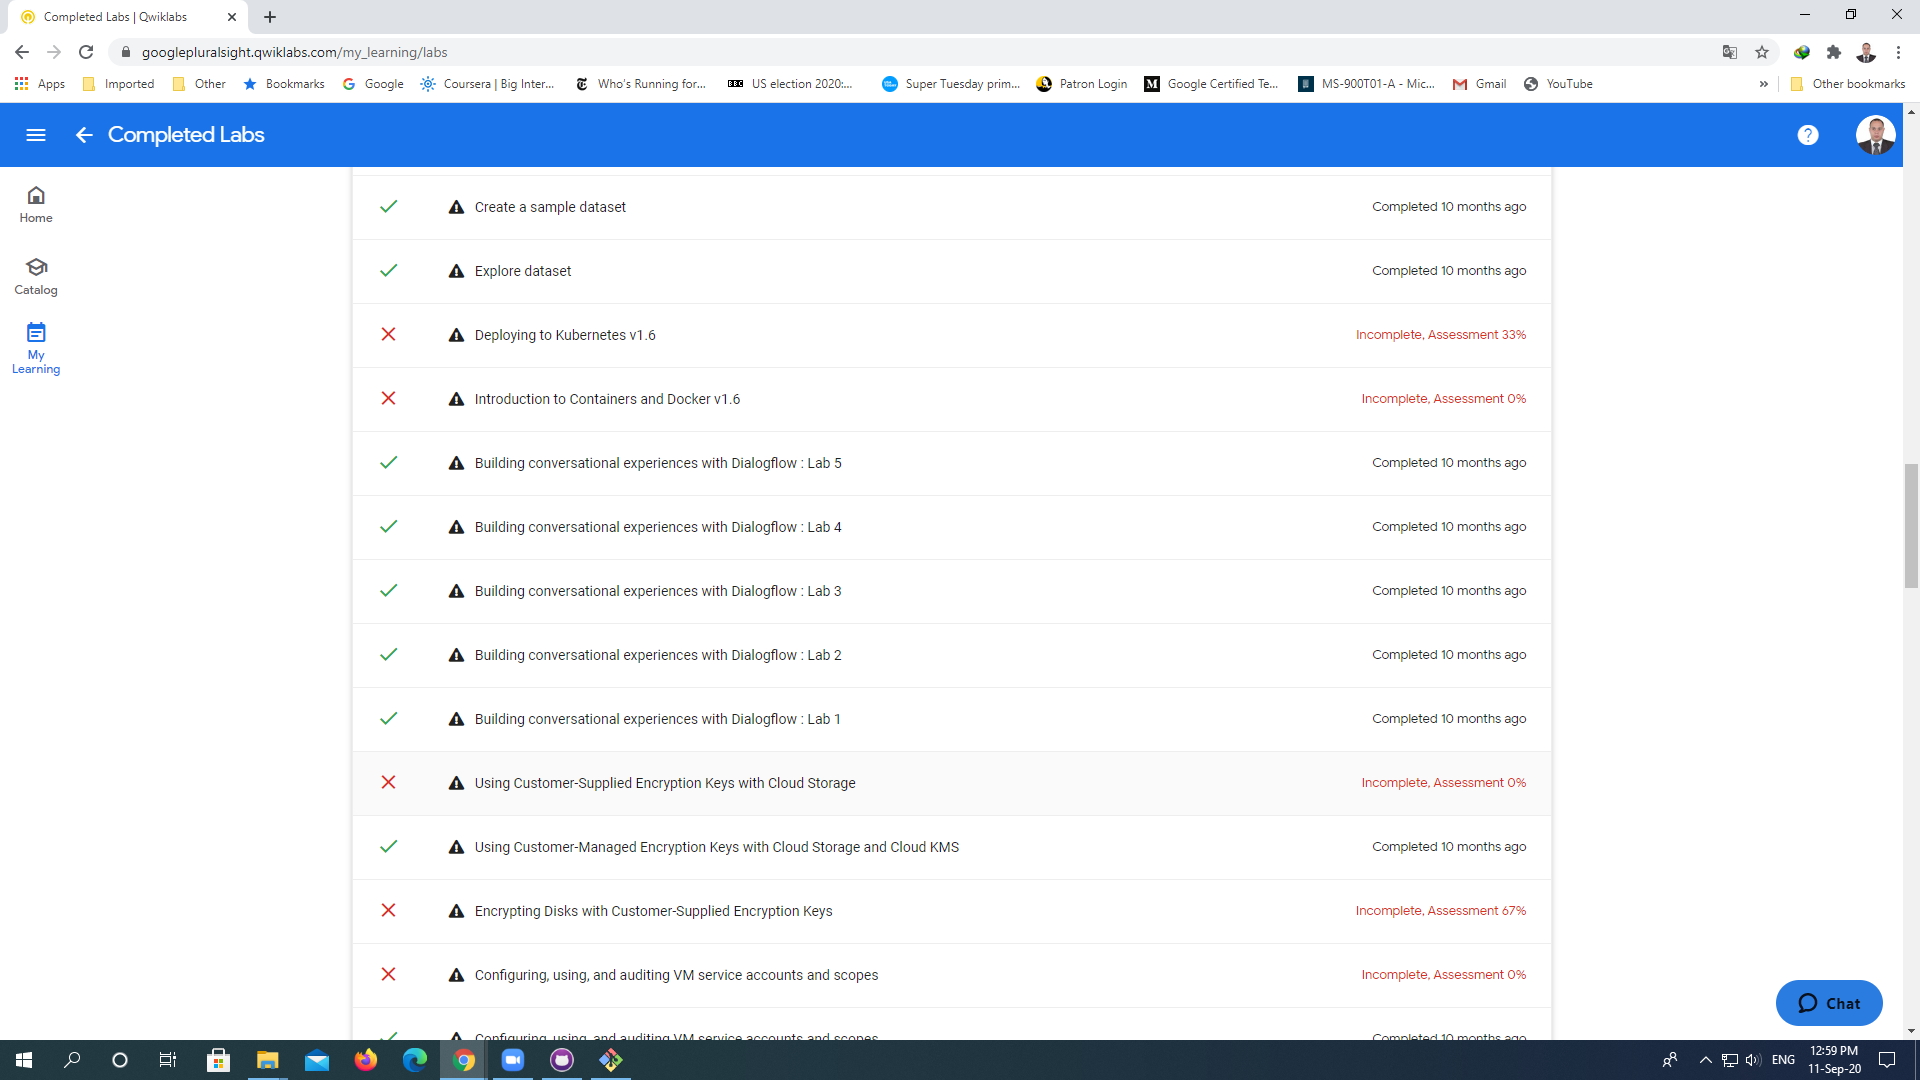 Completed Labs | Qwiklabs
googlepluralsight.qwiklabs.com/my_learning/labs
Apps Imported Other Bookmarks Google Coursera | Big Inter... Who's Running for... BBC US election 2020:... Super Tuesday prim... Patron Login Google Certified Te... MS-900T01-A - Mic... Gmail YouTube » Other bookmarks
Completed Labs
Home
Catalog
My
Learning
Create a sample dataset Completed 10 months ago
Explore dataset Completed 10 months ago
Deploying to Kubernetes v1.6 Incomplete, Assessment 33%
Introduction to Containers and Docker v1.6 Incomplete, Assessment 0%
Building conversational experiences with Dialogflow : Lab 5 Completed 10 months ago
Building conversational experiences with Dialogflow : Lab 4 Completed 10 months ago
Building conversational experiences with Dialogflow : Lab 3 Completed 10 months ago
Building conversational experiences with Dialogflow : Lab 2 Completed 10 months ago
Building conversational experiences with Dialogflow : Lab 1 Completed 10 months ago
Using Customer-Supplied Encryption Keys with Cloud Storage Incomplete, Assessment 0%
Using Customer-Managed Encryption Keys with Cloud Storage and Cloud KMS Completed 10 months ago
Encrypting Disks with Customer-Supplied Encryption Keys Incomplete, Assessment 67%
Configuring, using, and auditing VM service accounts and scopes Incomplete, Assessment 0%
Configuring, using, and auditing VM service accounts and scopes Completed 10 months ago
Chat
ENG
12:59 PM
11-Sep-20